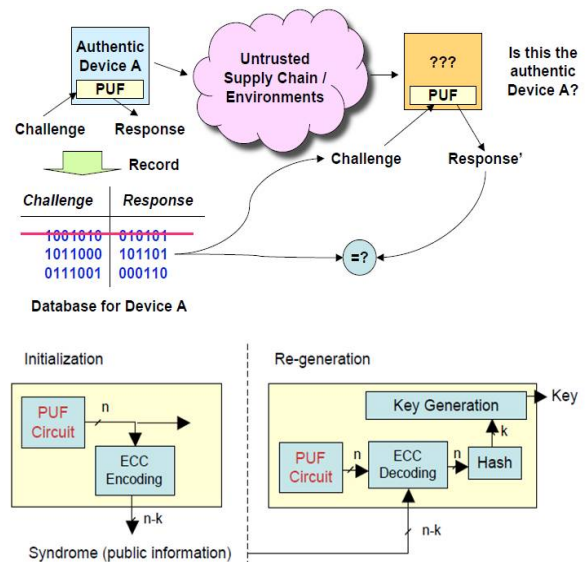 Authentic
Device A
PUF
Untrusted
Supply Chain /
Environments
???
PUF
Is this the
authentic
Device A?
Challenge
Response
Challenge
Response’
Record
Challenge Response
1001010 010101
1011000 101101
0111001 000110
=?
Database for Device A
Initialization
Re-generation
PUF
Circuit
n
ECC
Encoding
n-k
Syndrome (public information)
Key Generation
Key
k
PUF
Circuit
n
ECC
Decoding
n
Hash
n-k